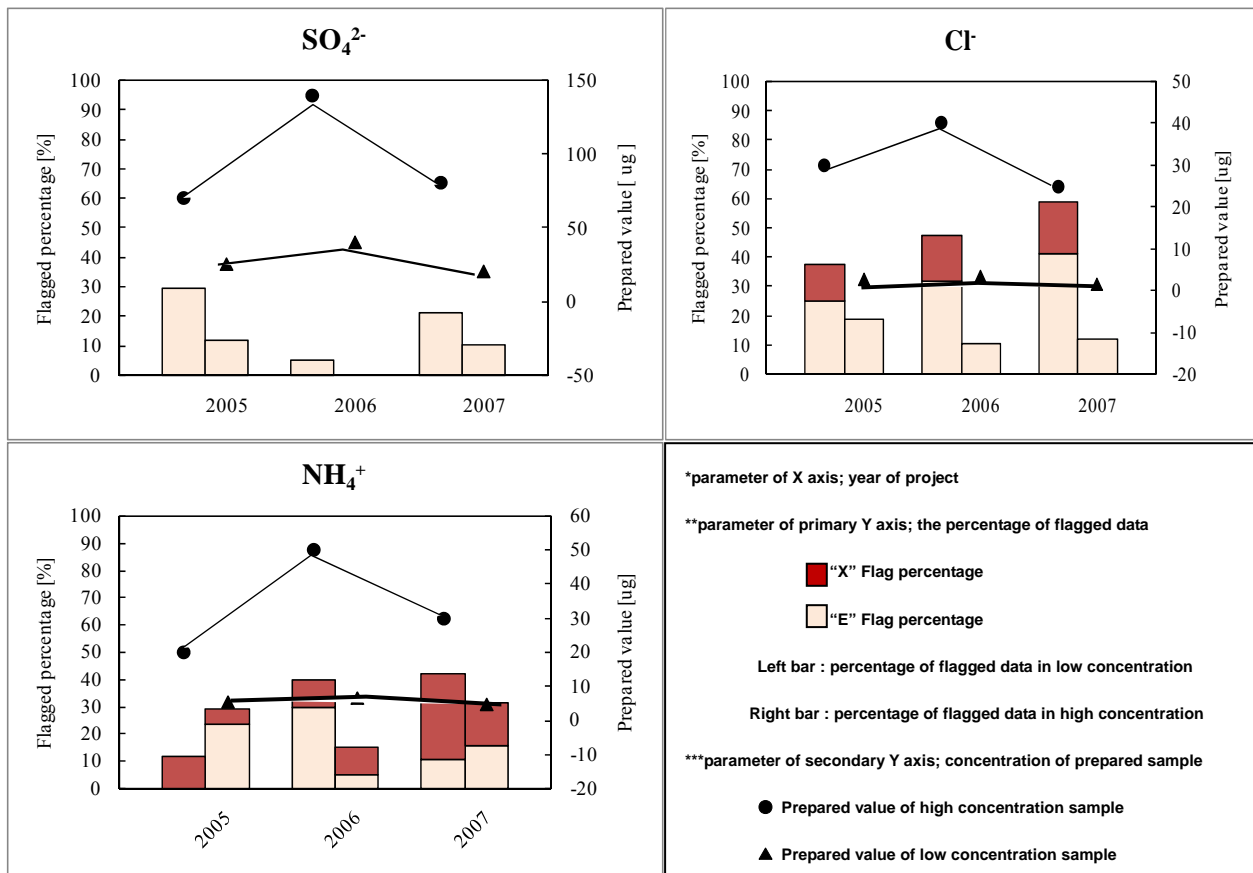 SO₄²⁻
100
90
80
70
60
50
40
30
20
10
0
Flagged percentage [%]
150
100
50
0
-50
Prepared value [ ug ]
2005 2006 2007
Cl⁻
100
90
80
70
60
50
40
30
20
10
0
Flagged percentage [%]
50
40
30
20
10
0
-10
-20
Prepared value [ug]
2005 2006 2007
NH₄⁺
100
90
80
70
60
50
40
30
20
10
0
Flagged percentage [%]
60
50
40
30
20
10
0
-10
-20
Prepared value [ug]
2005 2006 2007
*parameter of X axis; year of project
**parameter of primary Y axis; the percentage of flagged data
“X” Flag percentage
“E” Flag percentage
Left bar : percentage of flagged data in low concentration
Right bar : percentage of flagged data in high concentration
***parameter of secondary Y axis; concentration of prepared sample
Prepared value of high concentration sample
Prepared value of low concentration sample